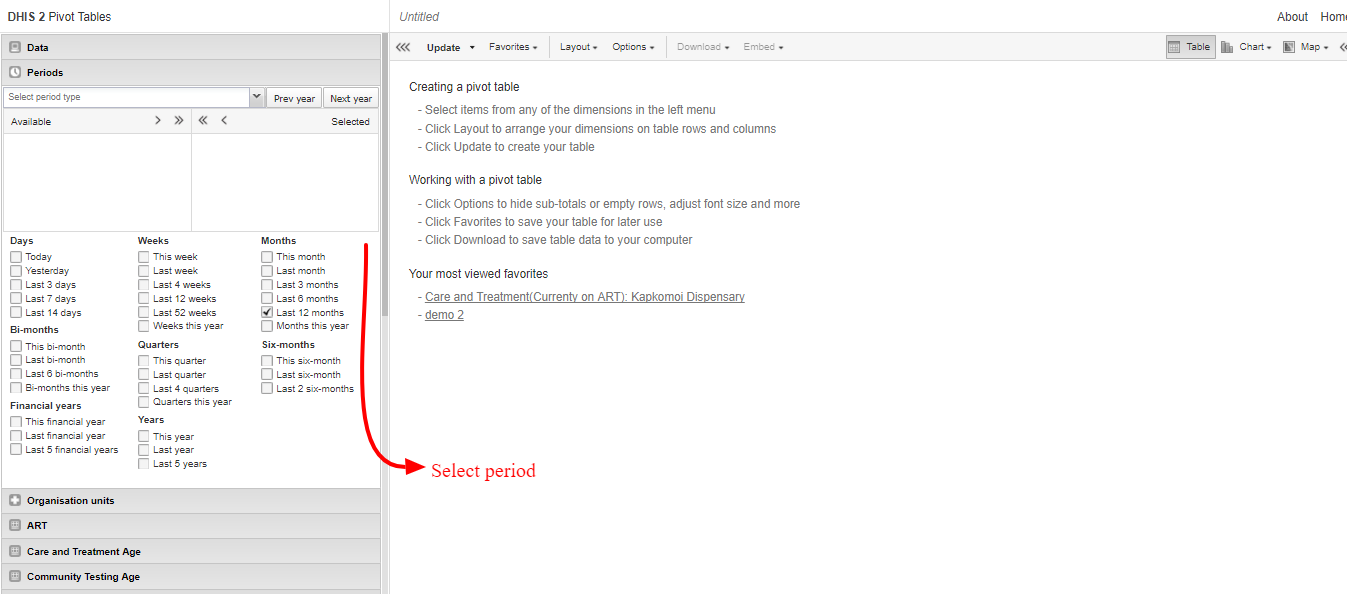 DHIS 2 Pivot Tables
Untitled
About
Home
Data
Periods
Select period type
Prev year
Next year
Available
Selected
Days
Today
Yesterday
Last 3 days
Last 7 days
Last 14 days
Bi-months
This bi-month
Last bi-month
Last 6 bi-months
Bi-months this year
Financial years
This financial year
Last financial year
Last 5 financial years
Weeks
This week
Last week
Last 4 weeks
Last 12 weeks
Last 52 weeks
Weeks this year
Quarters
This quarter
Last quarter
Last 4 quarters
Quarters this year
Years
This year
Last year
Last 5 years
Months
This month
Last month
Last 3 months
Last 6 months
Last 12 months
Months this year
Six-months
This six-month
Last six-month
Last 2 six-months
Organisation units
ART
Care and Treatment Age
Community Testing Age
Update
Favorites
Layout
Options
Download
Embed
Table
Chart
Map
Creating a pivot table
- Select items from any of the dimensions in the left menu
- Click Layout to arrange your dimensions on table rows and columns
- Click Update to create your table
Working with a pivot table
- Click Options to hide sub-totals or empty rows, adjust font size and more
- Click Favorites to save your table for later use
- Click Download to save table data to your computer
Your most viewed favorites
- Care and Treatment(Currenty on ART): Kapkomoi Dispensary
- demo 2
Select period